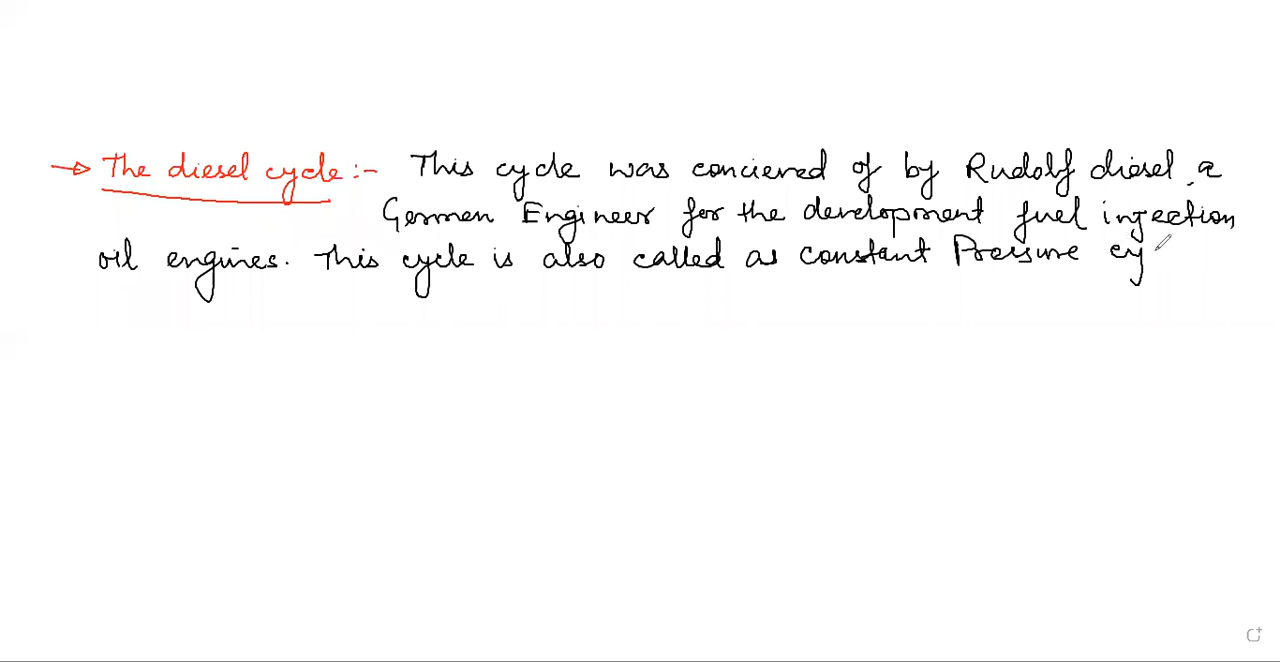 → The diesel cycle :- This cycle was concieved of by Rudolf diesel, a
Germen Engineer for the development fuel injection
oil engines. This cycle is also called as constant Pressure cy